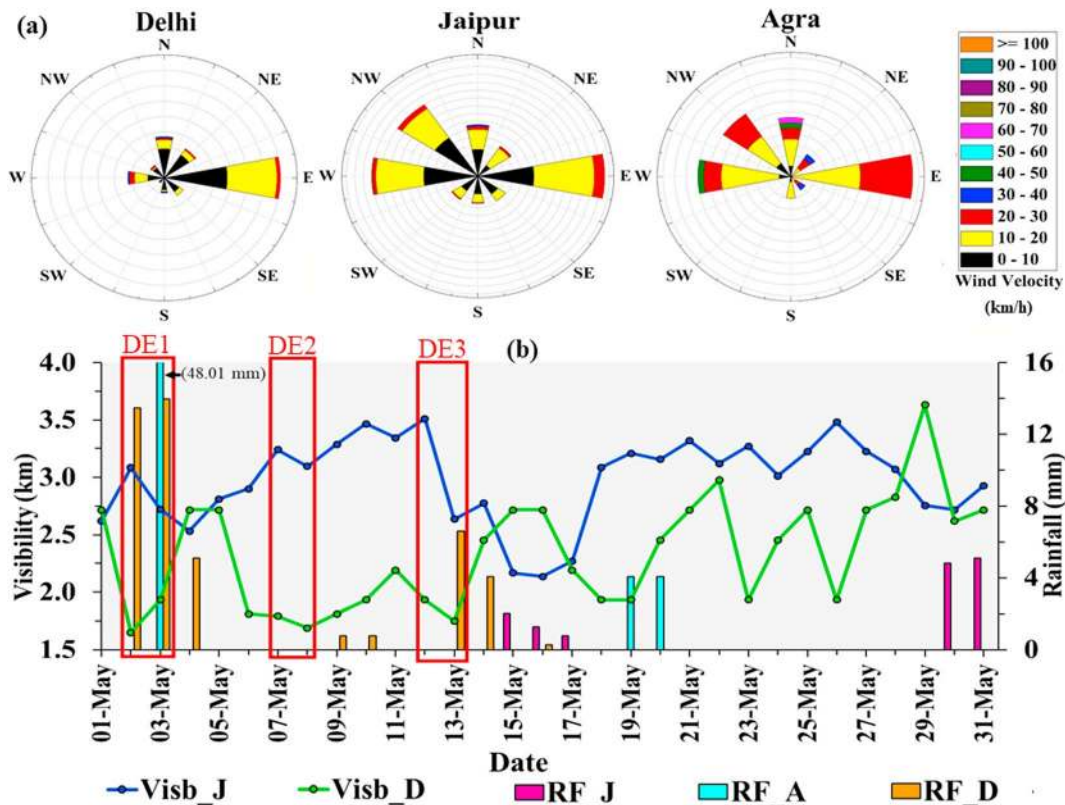 (a)
Delhi
Jaipur
Agra
N
NE
E
SE
S
SW
W
NW
N
NE
E
SE
S
SW
W
NW
N
NE
E
SE
S
SW
W
NW
>= 100
90 - 100
80 - 90
70 - 80
60 - 70
50 - 60
40 - 50
30 - 40
20 - 30
10 - 20
0 - 10
Wind Velocity
(km/h)
DE1
DE2
DE3
(b)
(48.01 mm)
Visibility (km)
4.0
3.5
3.0
2.5
2.0
1.5
Rainfall (mm)
16
12
8
4
0
01-May
03-May
05-May
07-May
09-May
11-May
13-May
15-May
17-May
19-May
21-May
23-May
25-May
27-May
29-May
31-May
Date
Visb_J
Visb_D
RF_J
RF_A
RF_D